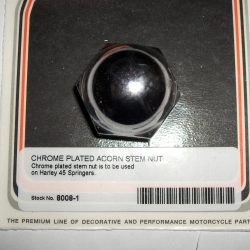 CHROME PLATED ACORN STEM NUT
Chrome plated stem nut is to be used
on Harley 45 Springers.
Stock No. 8008-1
THE PREMIUM LINE OF DECORATIVE AND PERFORMANCE MOTORCYCLE PART